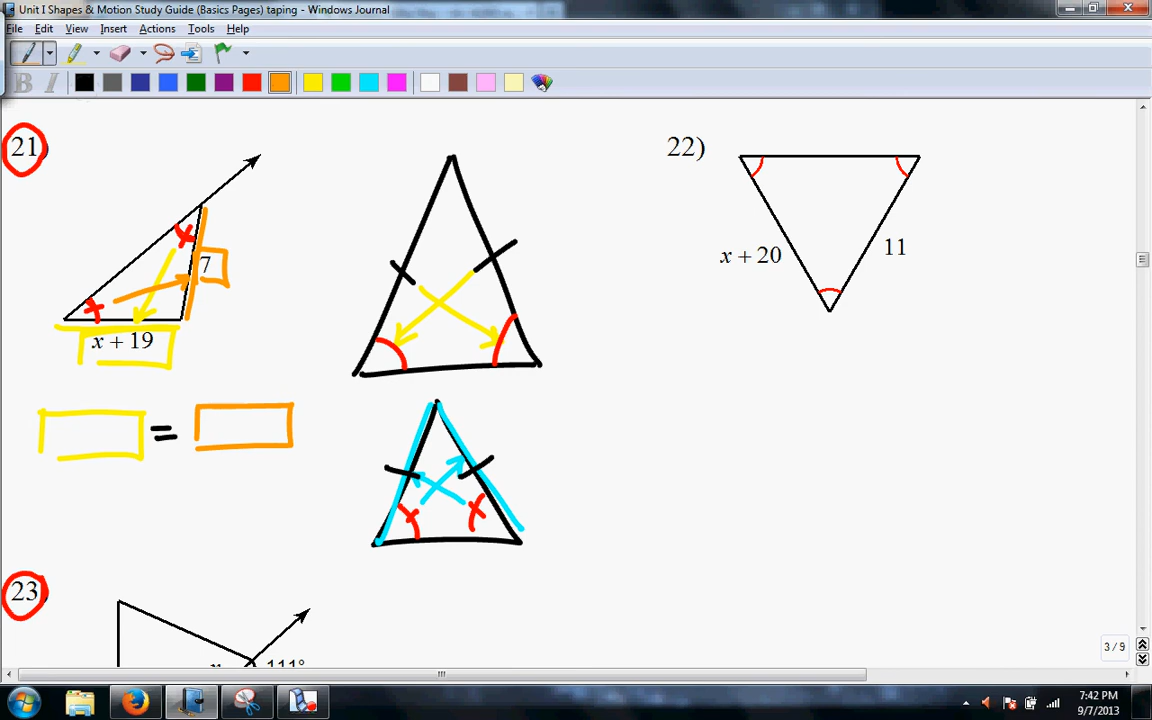 Unit I Shapes & Motion Study Guide (Basics Pages) taping - Windows Journal
File Edit View Insert Actions Tools Help
B I
21)
22)
7
x + 19
x + 20
11
=
23)
x
111°
3 / 9
7:42 PM
9/7/2013